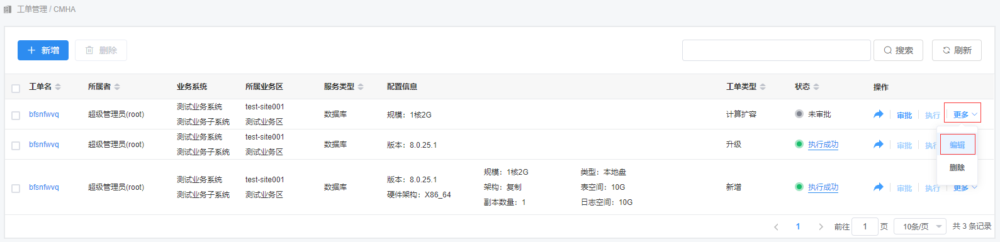 工单管理 / CMHA
新增 删除 搜索 刷新
工单名 所属者 业务系统 所属业务区 服务类型 配置信息 工单类型 状态 操作
bfsnfwvq 超级管理员(root) 测试业务系统 测试业务子系统 test-site001 测试业务区 数据库 规模：1核2G 计算扩容 未审批 审批 执行 更多
bfsnfwvq 超级管理员(root) 测试业务系统 测试业务子系统 test-site001 测试业务区 数据库 版本：8.0.25.1 升级 执行成功 审批 执行
编辑
删除
bfsnfwvq 超级管理员(root) 测试业务系统 测试业务子系统 test-site001 测试业务区 数据库 版本：8.0.25.1 硬件架构：X86_64 规模：1核2G 架构：复制 副本数量：1 类型：本地盘 表空间：10G 日志空间：10G 新增 执行成功 审批 执行 更多
1 前往 1 页 10条/页 共 3 条记录